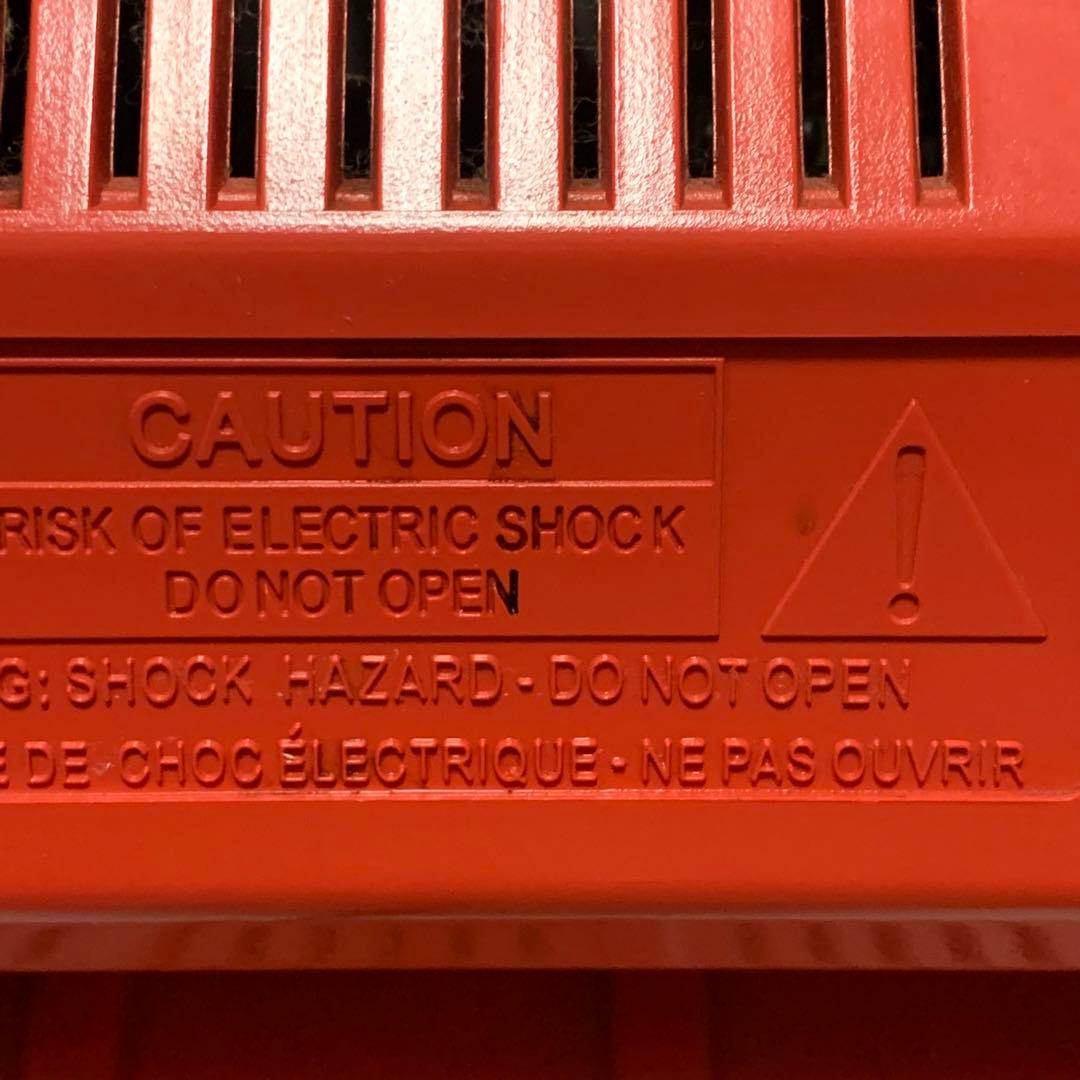 CAUTION
RISK OF ELECTRIC SHOCK
DO NOT OPEN
!
G: SHOCK HAZARD - DO NOT OPEN
E DE CHOC ÉLECTRIQUE - NE PAS OUVRIR